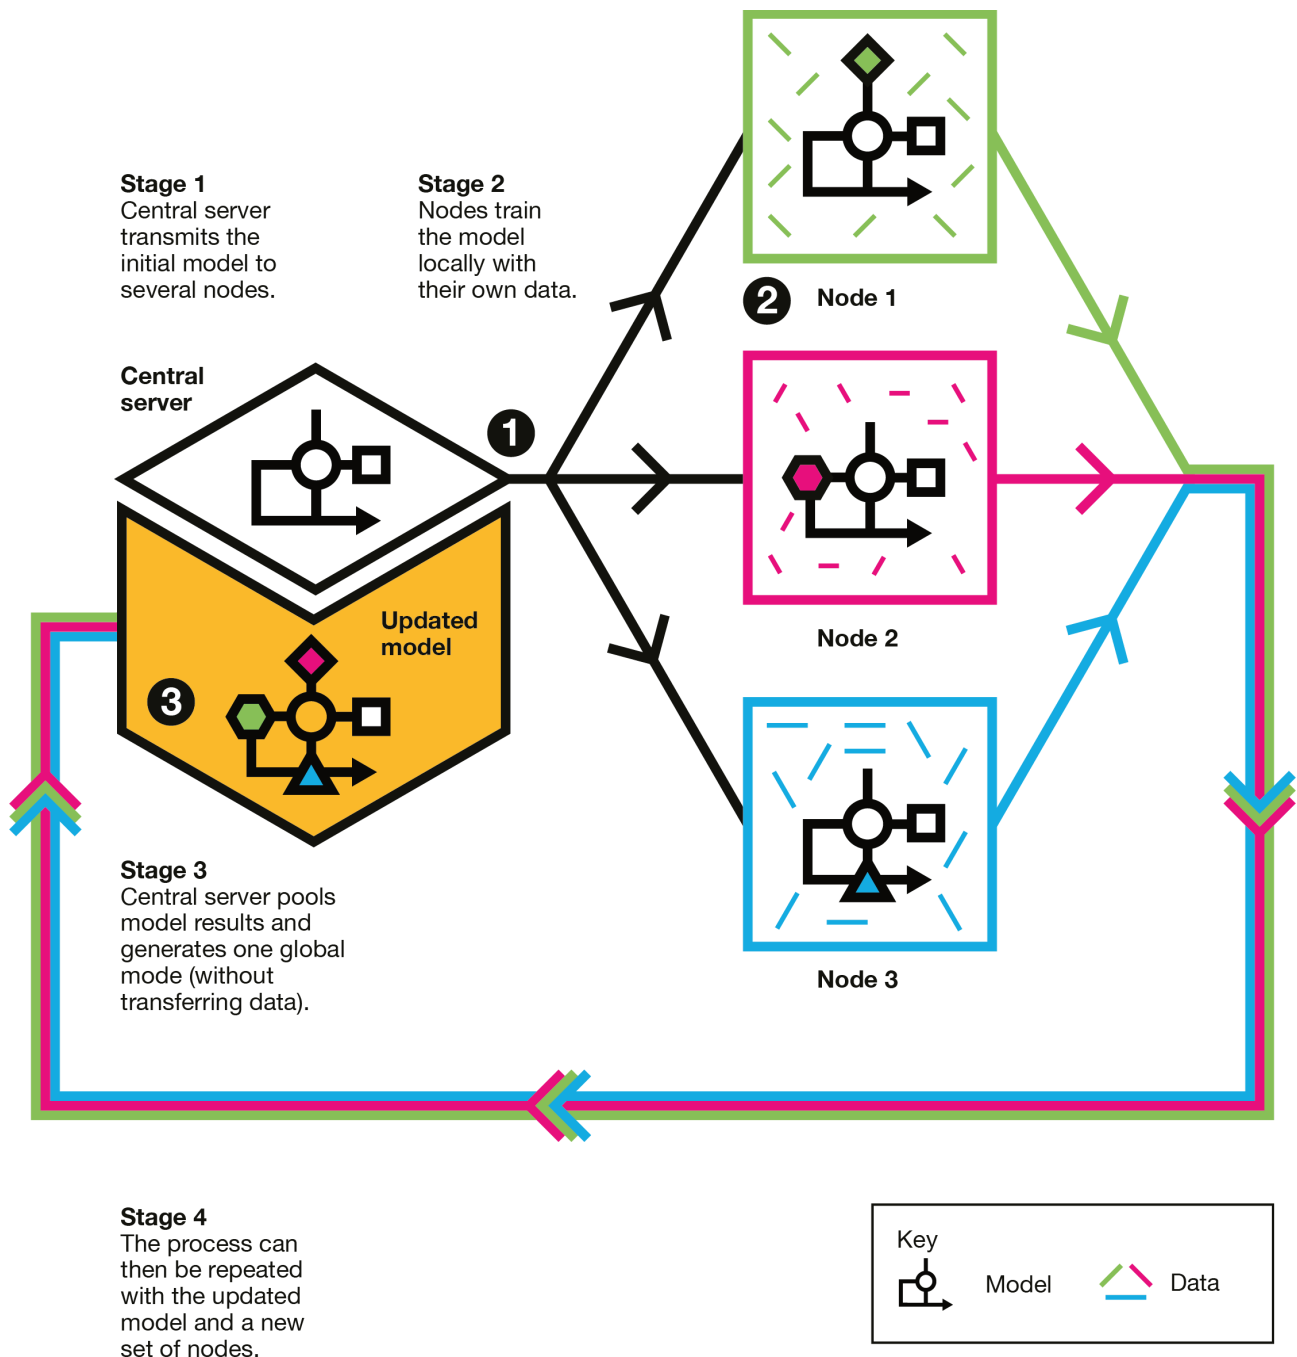 Stage 1
Central server
transmits the
initial model to
several nodes.
Stage 2
Nodes train
the model
locally with
their own data.
2
Node 1
Central
server
1
Node 2
Updated
model
3
Node 3
Stage 3
Central server pools
model results and
generates one global
mode (without
transferring data).
Stage 4
The process can
then be repeated
with the updated
model and a new
set of nodes.
Key
Model
Data